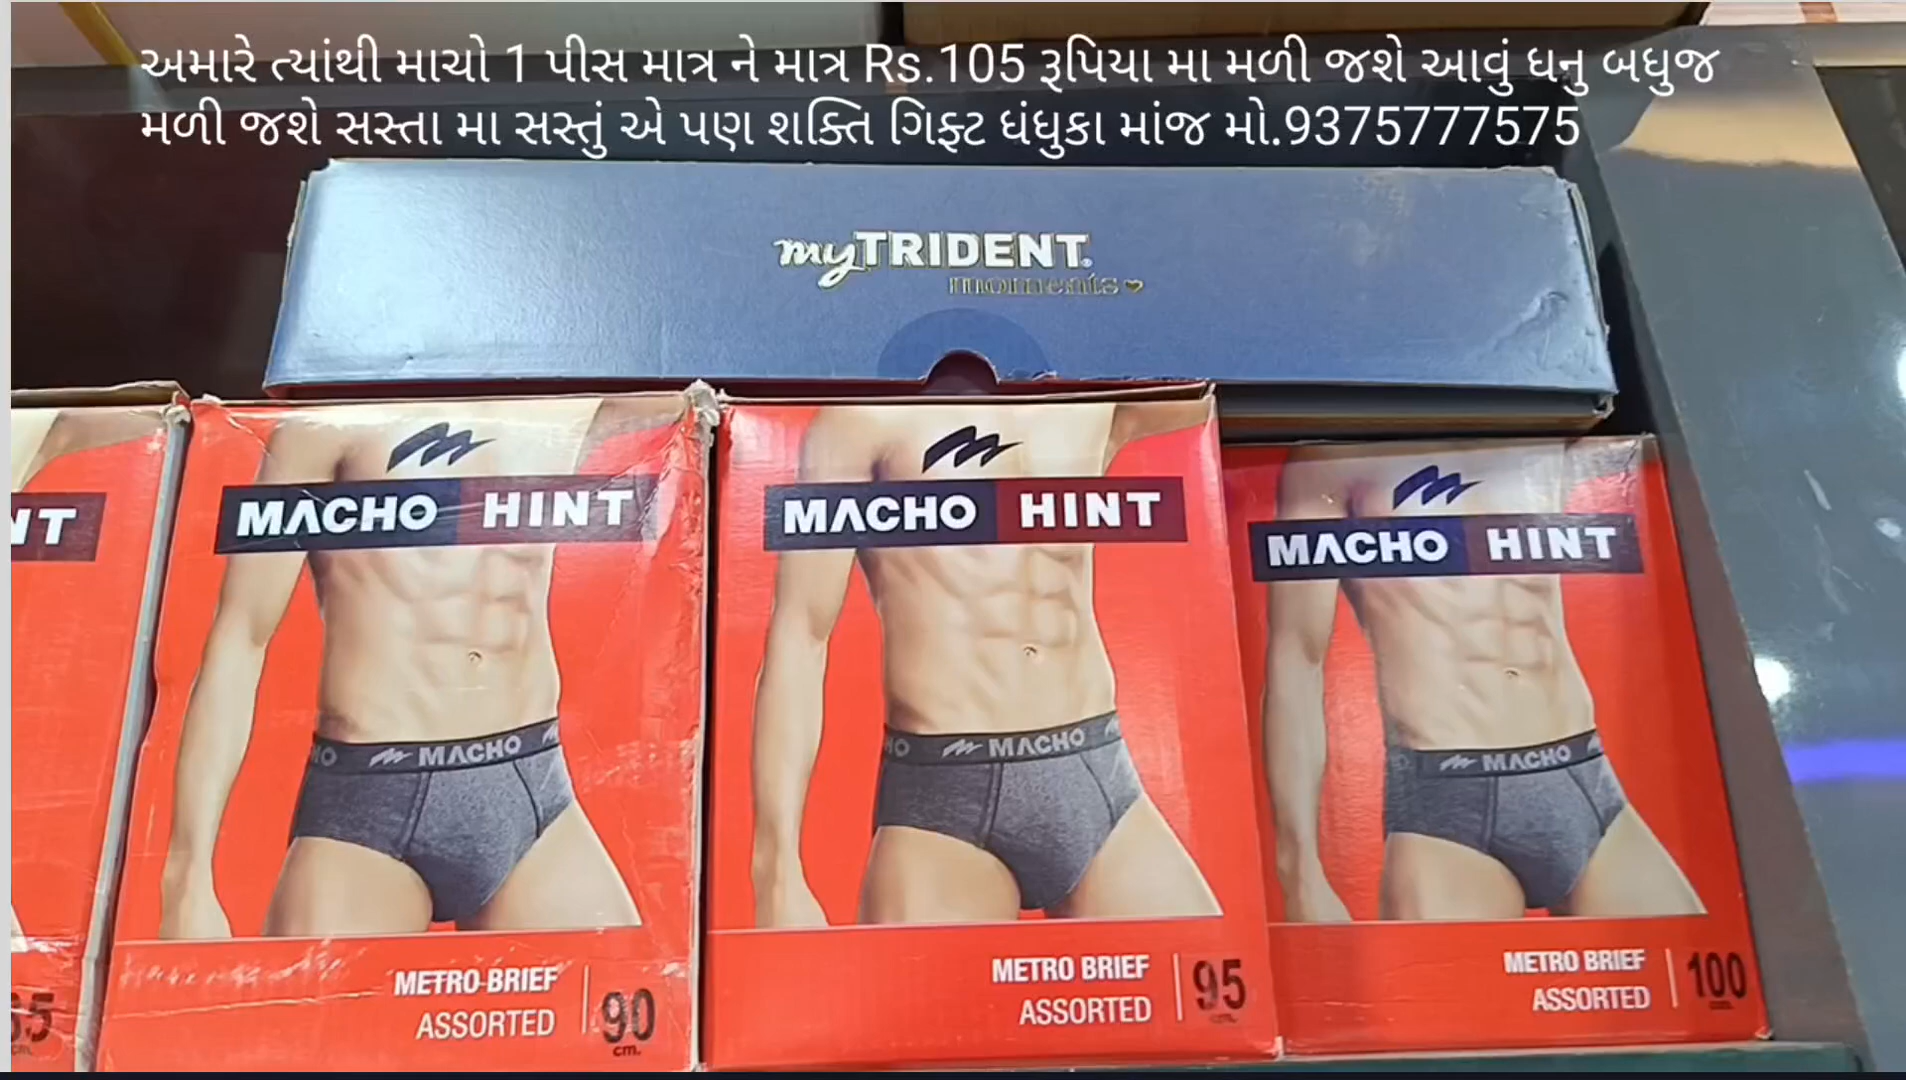 અમારે ત્યાંથી માચો 1 પીસ માત્ર ને માત્ર Rs.105 રૂપિયા મા મળી જશે આવું ધનુ બધુજ
મળી જશે સસ્તા મા સસ્તું એ પણ શક્તિ ગિફ્ટ ધંધુકા માંજ મો.9375777575
myTRIDENT
moments
MACHO HINT
MACHO
METRO BRIEF
ASSORTED
90
cm.
MACHO HINT
MACHO
METRO BRIEF
ASSORTED
95
MACHO HINT
MACHO
METRO BRIEF
ASSORTED
100